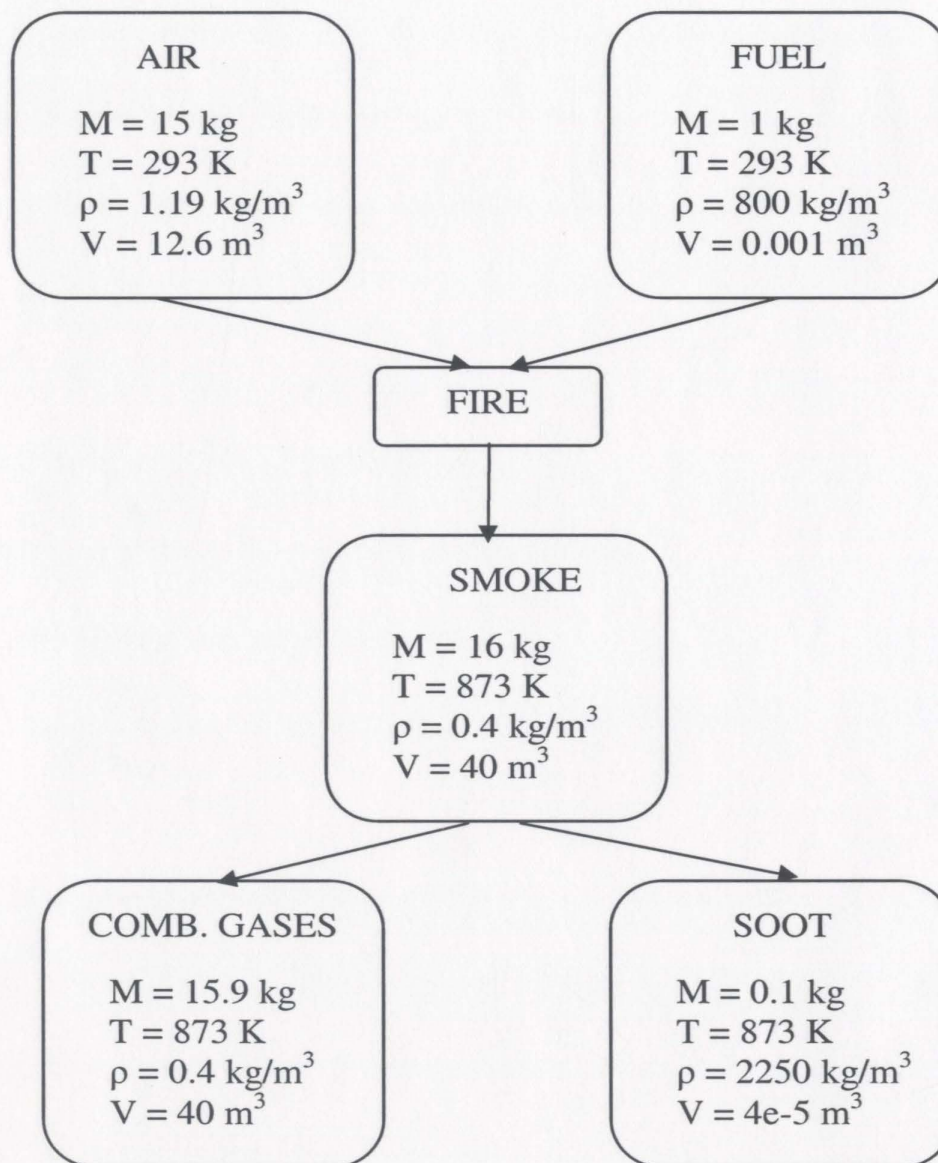 AIR
M = 15 kg
T = 293 K
ρ = 1.19 kg/m³
V = 12.6 m³
FUEL
M = 1 kg
T = 293 K
ρ = 800 kg/m³
V = 0.001 m³
FIRE
SMOKE
M = 16 kg
T = 873 K
ρ = 0.4 kg/m³
V = 40 m³
COMB. GASES
M = 15.9 kg
T = 873 K
ρ = 0.4 kg/m³
V = 40 m³
SOOT
M = 0.1 kg
T = 873 K
ρ = 2250 kg/m³
V = 4e-5 m³